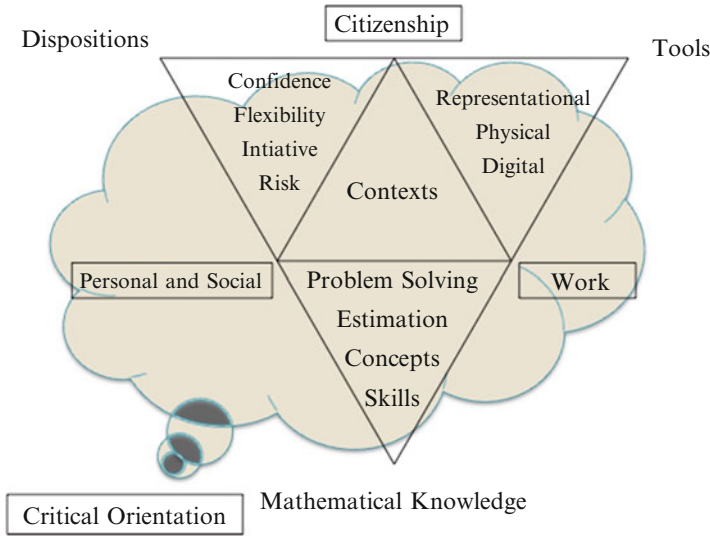 Citizenship
Dispositions
Tools
Confidence
Flexibility
Intiative
Risk
Representational
Physical
Digital
Contexts
Personal and Social
Problem Solving
Estimation
Concepts
Skills
Work
Mathematical Knowledge
Critical Orientation